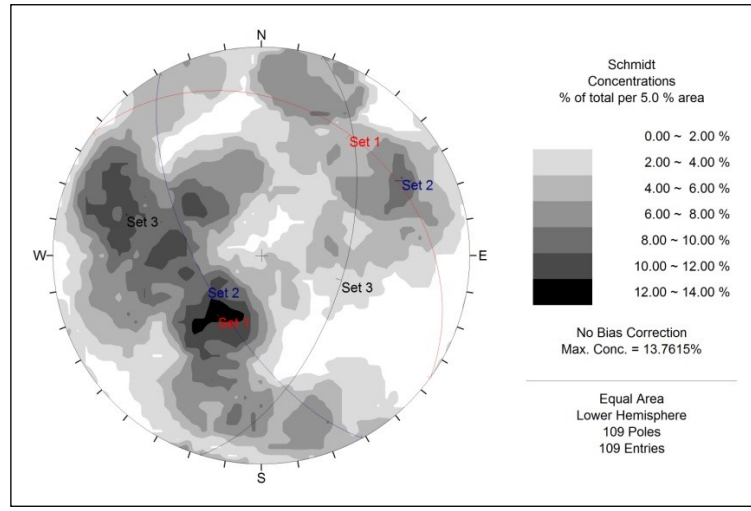 N
Set 1
Set 2
Set 3
W
E
Set 2
Set 3
Set 1
S
Schmidt
Concentrations
% of total per 5.0 % area
0.00 ~ 2.00 %
2.00 ~ 4.00 %
4.00 ~ 6.00 %
6.00 ~ 8.00 %
8.00 ~ 10.00 %
10.00 ~ 12.00 %
12.00 ~ 14.00 %
No Bias Correction
Max. Conc. = 13.7615%
Equal Area
Lower Hemisphere
109 Poles
109 Entries